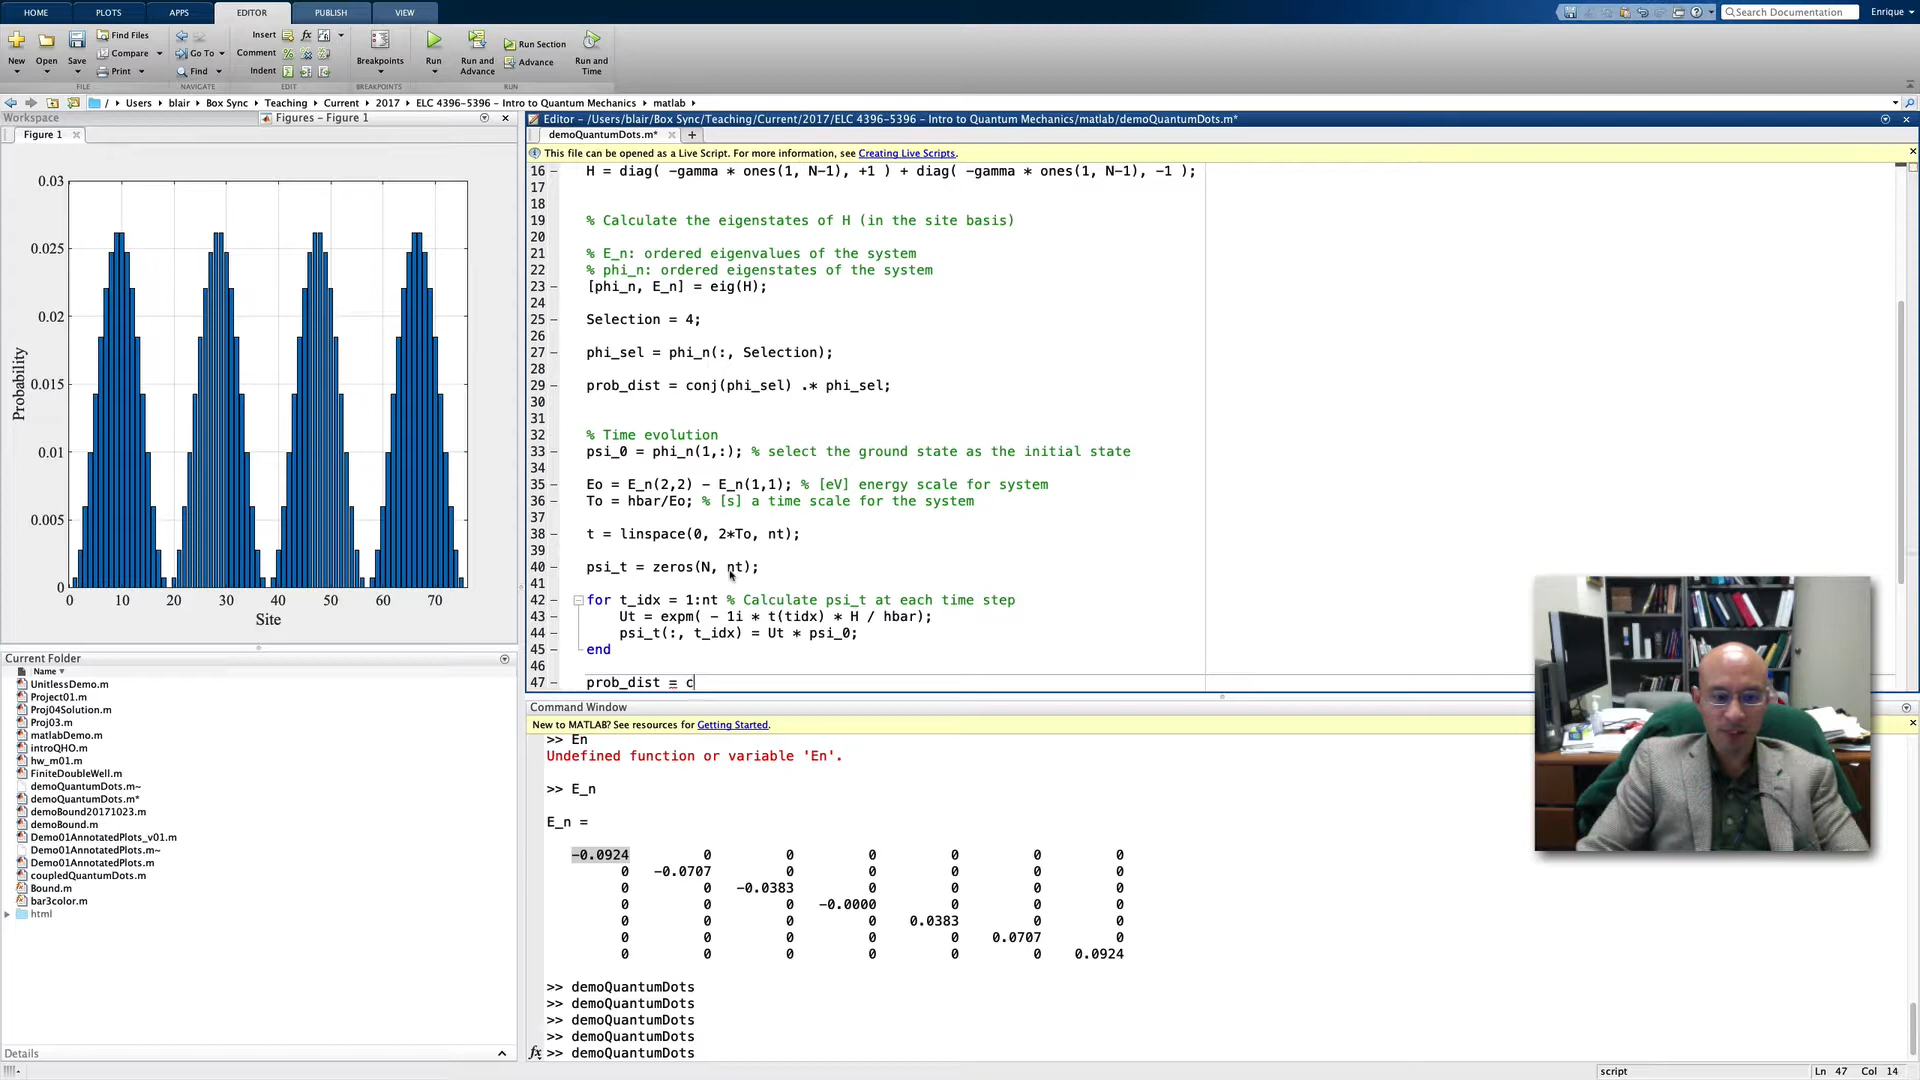 HOME PLOTS APPS EDITOR PUBLISH VIEW
Search Documentation Enrique
New Open Save Find Files Compare Print Go To Find Insert fx Comment Indent Breakpoints Run Run and Advance Run Section Advance Run and Time
FILE NAVIGATE EDIT BREAKPOINTS RUN
/ Users blair Box Sync Teaching Current 2017 ELC 4396-5396 - Intro to Quantum Mechanics matlab
Workspace
Figures - Figure 1
Figure 1
0.03
0.025
0.02
0.015
0.01
0.005
0
Probability
0 10 20 30 40 50 60 70
Site
Current Folder
Name
UnitlessDemo.m
Project01.m
Proj04Solution.m
Proj03.m
matlabDemo.m
introQHO.m
hw_m01.m
FiniteDoubleWell.m
demoQuantumDots.m~
demoQuantumDots.m*
demoBound20171023.m
demoBound.m
Demo01AnnotatedPlots_v01.m
Demo01AnnotatedPlots.m~
Demo01AnnotatedPlots.m
coupledQuantumDots.m
Bound.m
bar3color.m
html
Details
Editor - /Users/blair/Box Sync/Teaching/Current/2017/ELC 4396-5396 - Intro to Quantum Mechanics/matlab/demoQuantumDots.m*
demoQuantumDots.m*
This file can be opened as a Live Script. For more information, see Creating Live Scripts.
16 H = diag( -gamma * ones(1, N-1), +1 ) + diag( -gamma * ones(1, N-1), -1 );
17
18
19 % Calculate the eigenstates of H (in the site basis)
20
21 % E_n: ordered eigenvalues of the system
22 % phi_n: ordered eigenstates of the system
23 [phi_n, E_n] = eig(H);
24
25 Selection = 4;
26
27 phi_sel = phi_n(:, Selection);
28
29 prob_dist = conj(phi_sel) .* phi_sel;
30
31
32 % Time evolution
33 psi_0 = phi_n(1,:); % select the ground state as the initial state
34
35 Eo = E_n(2,2) - E_n(1,1); % [eV] energy scale for system
36 To = hbar/Eo; % [s] a time scale for the system
37
38 t = linspace(0, 2*To, nt);
39
40 psi_t = zeros(N, nt);
41
42 for t_idx = 1:nt % Calculate psi_t at each time step
43 Ut = expm( - 1i * t(tidx) * H / hbar);
44 psi_t(:, t_idx) = Ut * psi_0;
45 end
46
47 prob_dist = c
Command Window
New to MATLAB? See resources for Getting Started.
>> En
Undefined function or variable 'En'.
>> E_n
E_n =
-0.0924 0 0 0 0 0 0
0 -0.0707 0 0 0 0 0
0 0 -0.0383 0 0 0 0
0 0 0 -0.0000 0 0 0
0 0 0 0 0.0383 0 0
0 0 0 0 0 0.0707 0
0 0 0 0 0 0 0.0924
>> demoQuantumDots
>> demoQuantumDots
>> demoQuantumDots
>> demoQuantumDots
fx >> demoQuantumDots
script Ln 47 Col 14